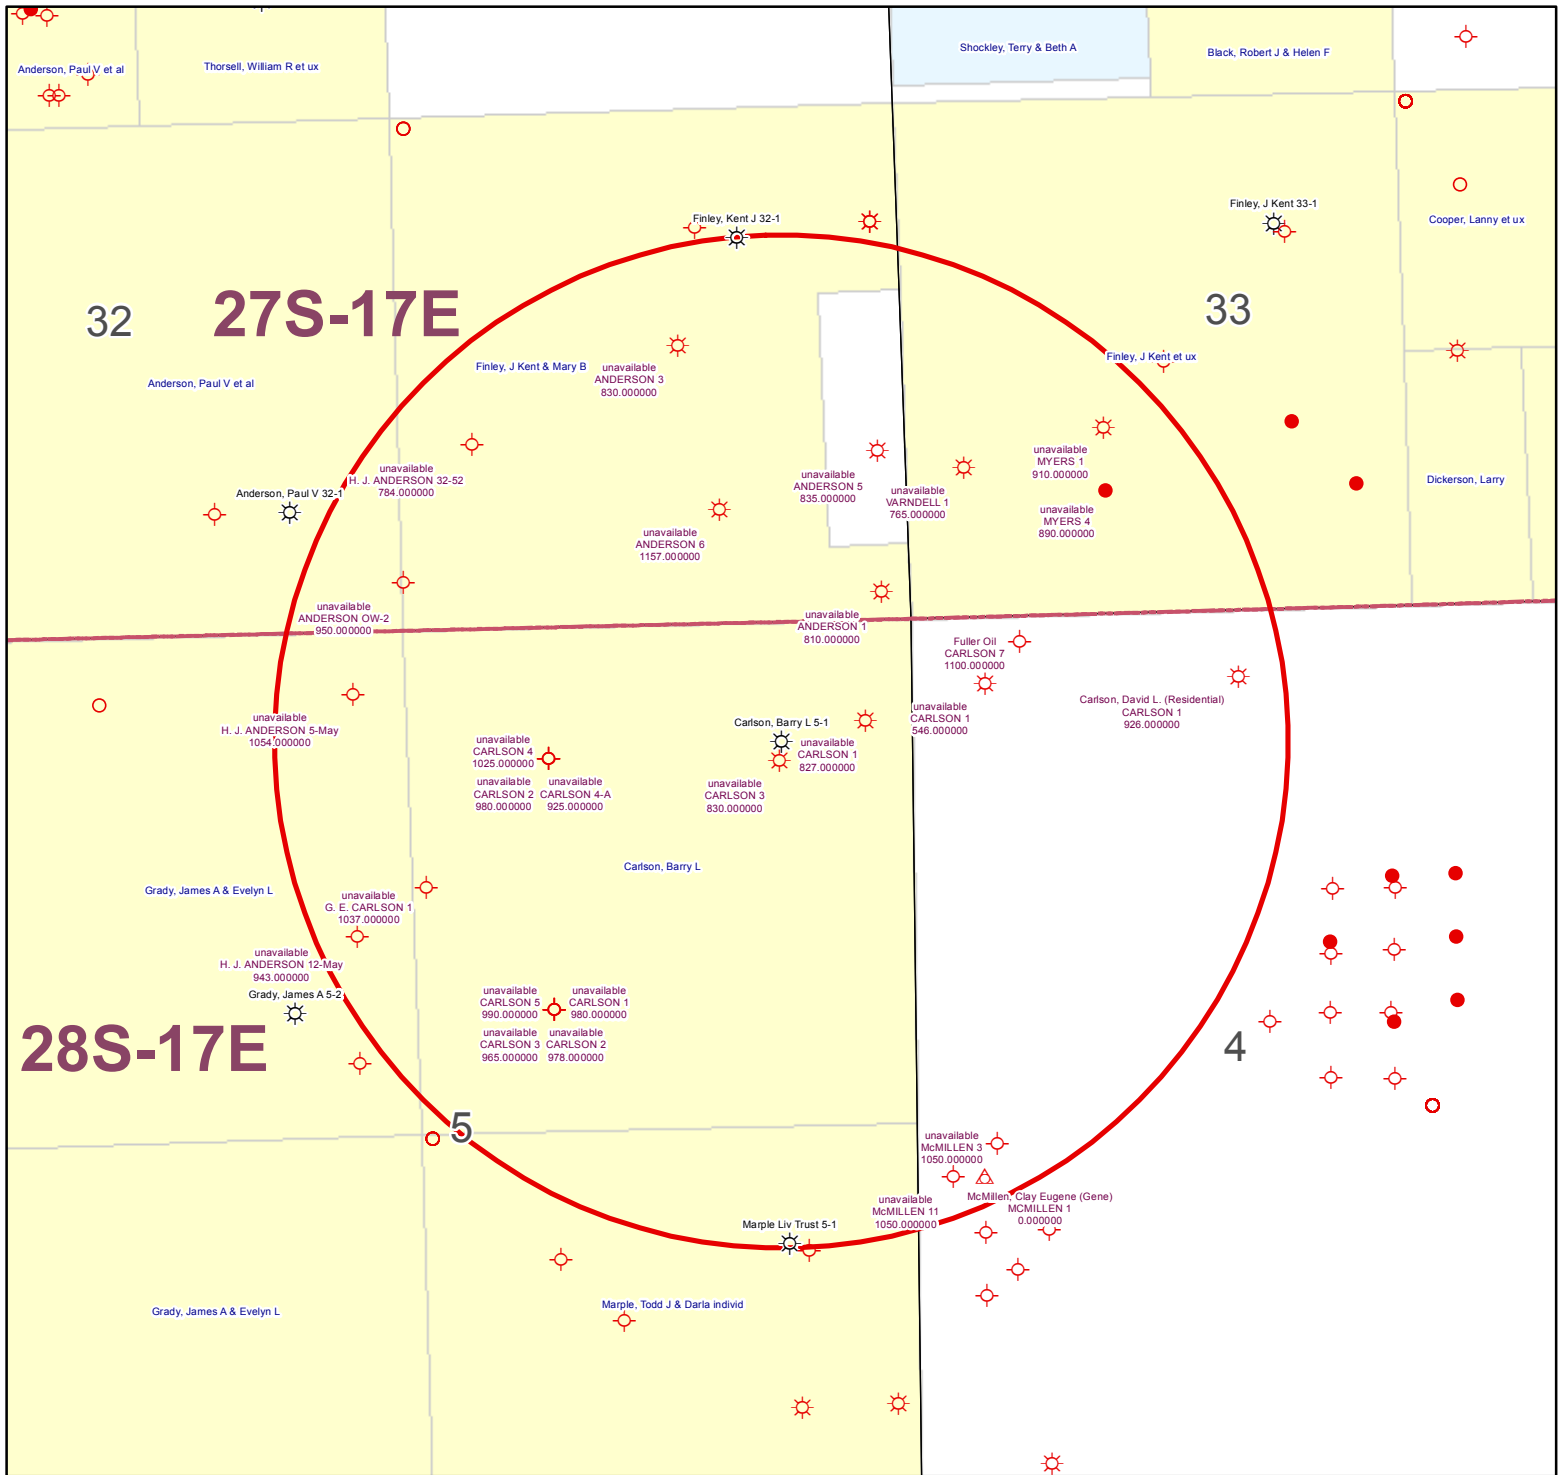 Shockley, Terry & Beth A
Black, Robert J & Helen F
Anderson, Paul V et al
Thorsell, William R et ux
Finley, Kent J 32-1
Finley, J Kent 33-1
Cooper, Lanny et ux
32
27S-17E
33
Anderson, Paul V et al
Finley, J Kent & Mary B
unavailable
ANDERSON 3
830.000000
Finley, J Kent et ux
unavailable
H. J. ANDERSON 32-52
784.000000
Anderson, Paul V 32-1
unavailable
ANDERSON 5
835.000000
unavailable
VARNDELL 1
765.000000
unavailable
MYERS 1
910.000000
unavailable
MYERS 4
890.000000
Dickerson, Larry
unavailable
ANDERSON 6
1157.000000
unavailable
ANDERSON OW-2
950.000000
unavailable
ANDERSON 1
810.000000
Fuller Oil
CARLSON 7
1100.000000
unavailable
H. J. ANDERSON 5-May
1054.000000
unavailable
CARLSON 4
1025.000000
unavailable
CARLSON 2
980.000000
unavailable
CARLSON 4-A
925.000000
Carlson, Barry L 5-1
unavailable
CARLSON 1
827.000000
unavailable
CARLSON 3
830.000000
unavailable
CARLSON 1
546.000000
Carlson, David L. (Residential)
CARLSON 1
926.000000
Carlson, Barry L
Grady, James A & Evelyn L
unavailable
G. E. CARLSON 1
1037.000000
unavailable
H. J. ANDERSON 12-May
943.000000
Grady, James A 5-2
unavailable
CARLSON 5
990.000000
unavailable
CARLSON 1
980.000000
unavailable
CARLSON 3
965.000000
unavailable
CARLSON 2
978.000000
28S-17E
4
5
unavailable
McMILLEN 3
1050.000000
unavailable
McMILLEN 11
1050.000000
McMillen, Clay Eugene (Gene)
MCMILLEN 1
0.000000
Marple Liv Trust 5-1
Grady, James A & Evelyn L
Marple, Todd J & Darla individ